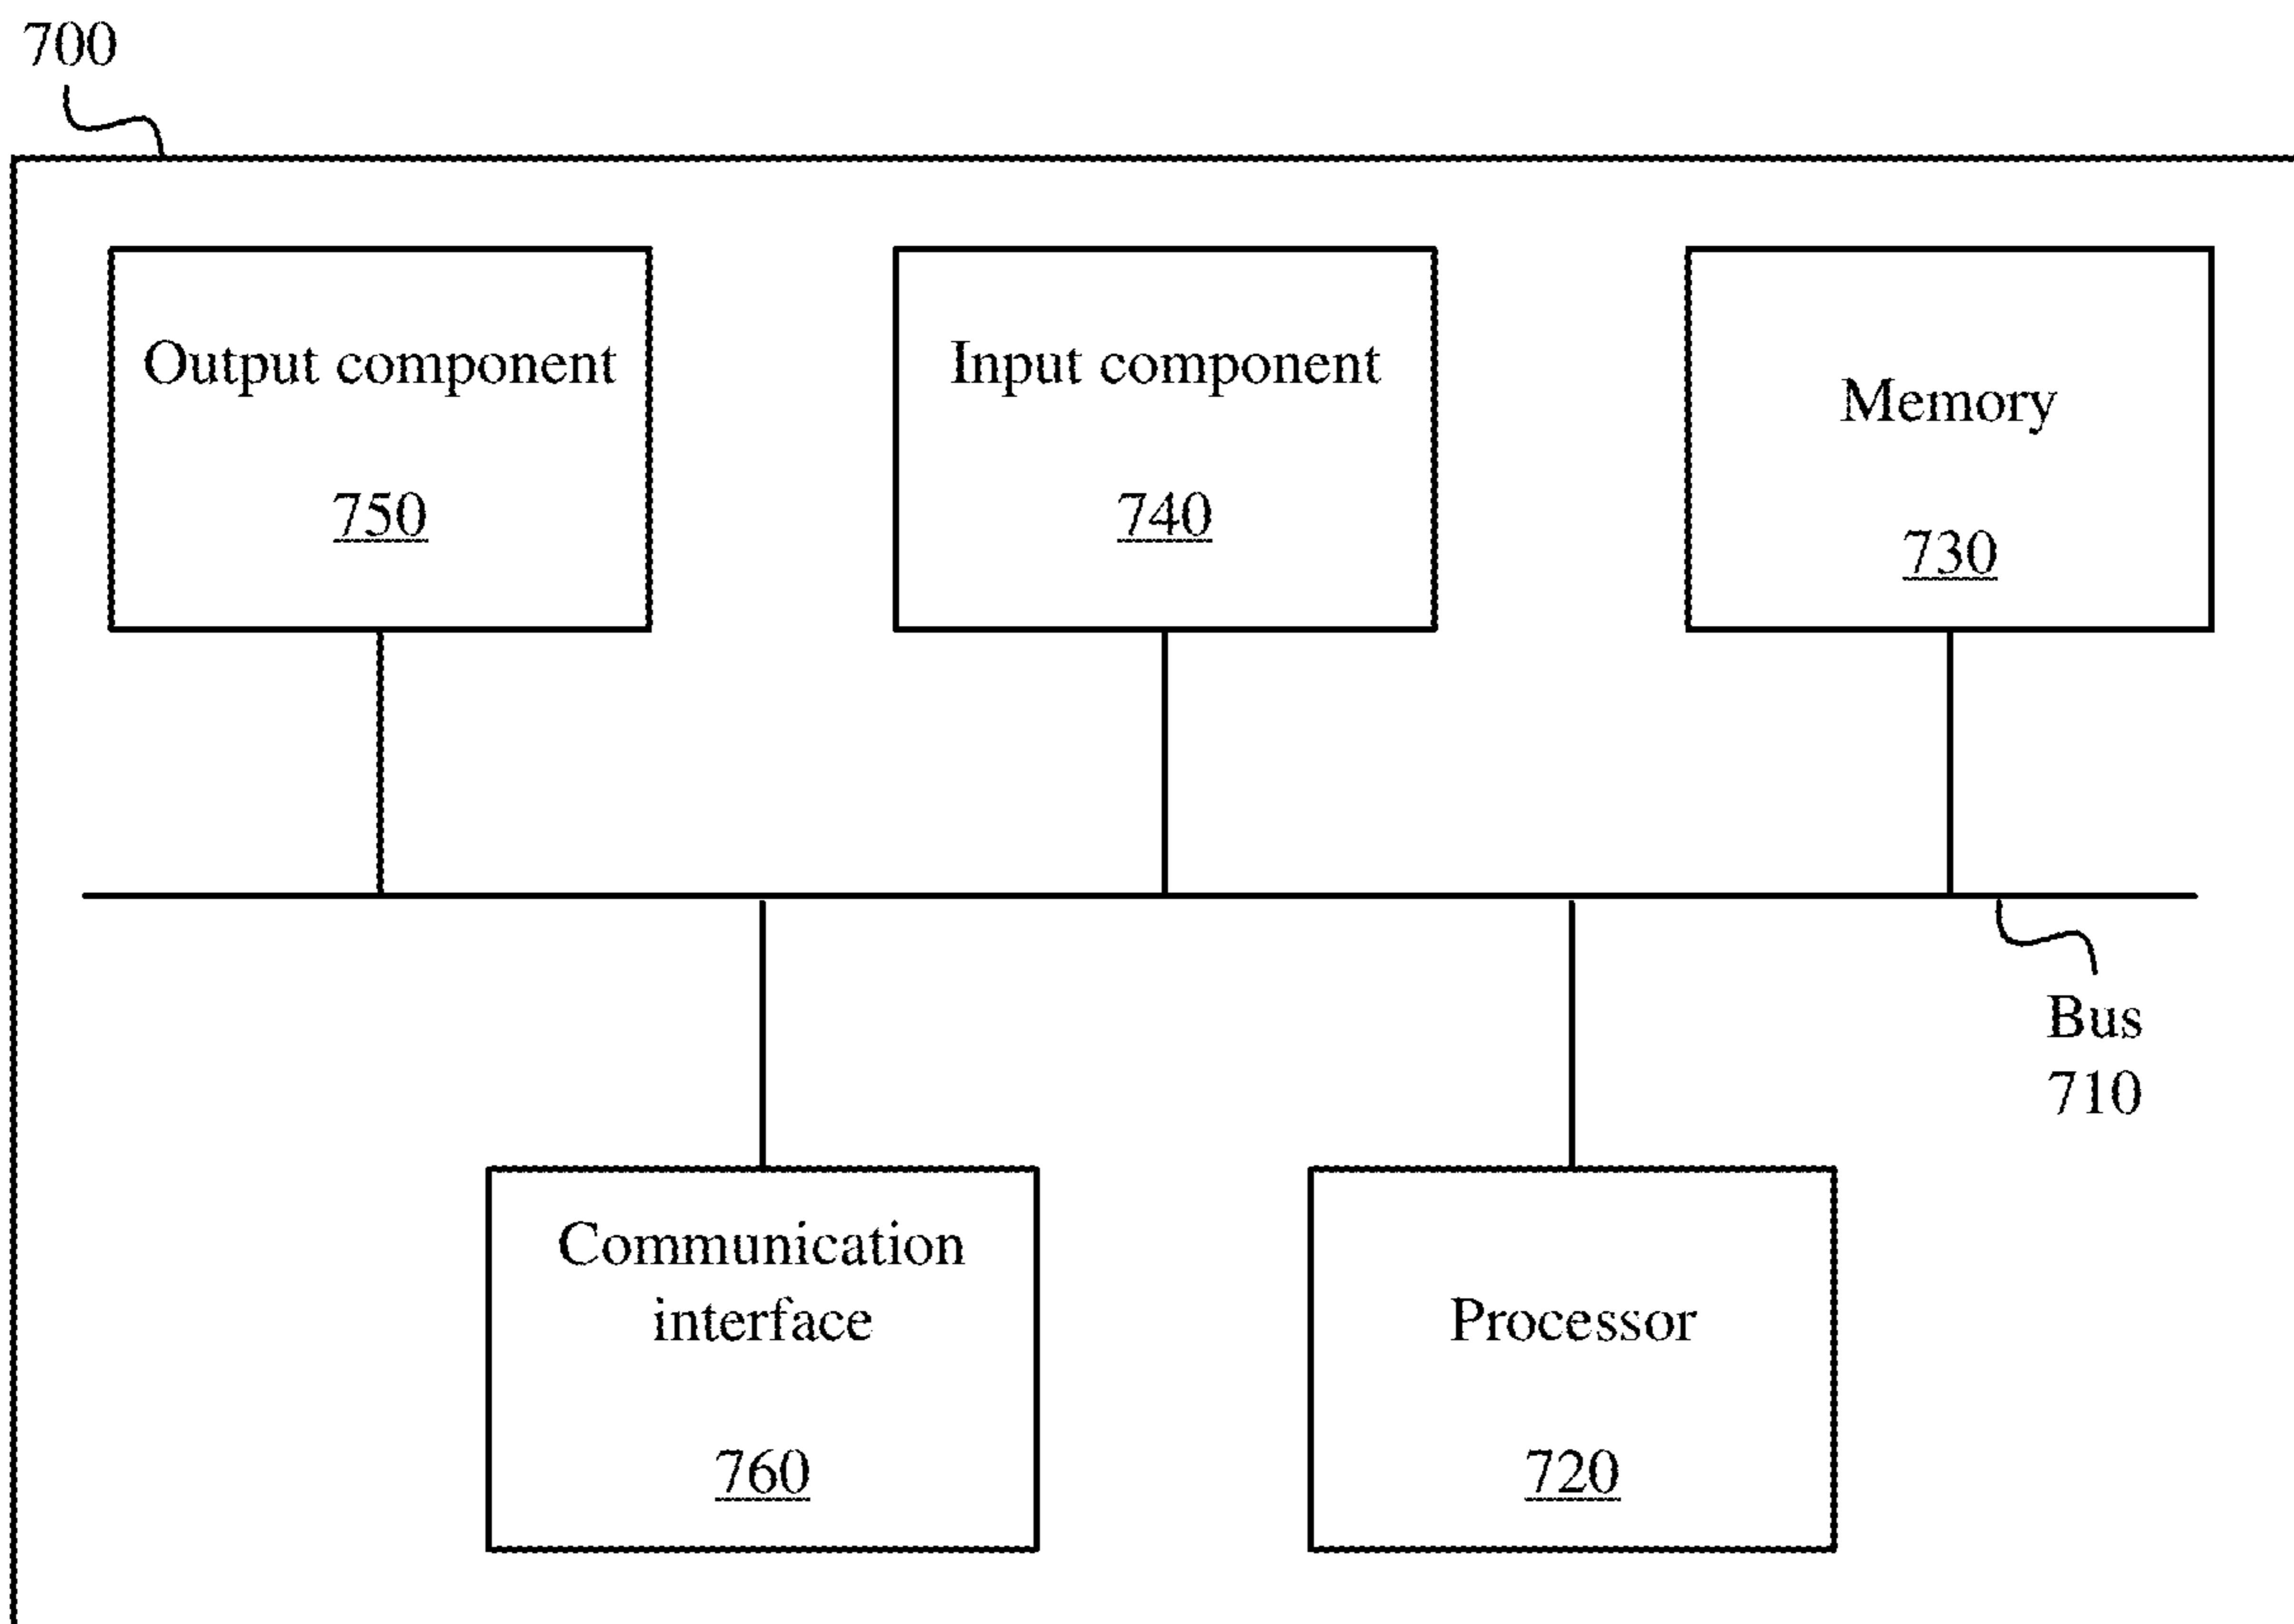 700
Output component
750
Input component
740
Memory
730
Bus
710
Communication
interface
760
Processor
720